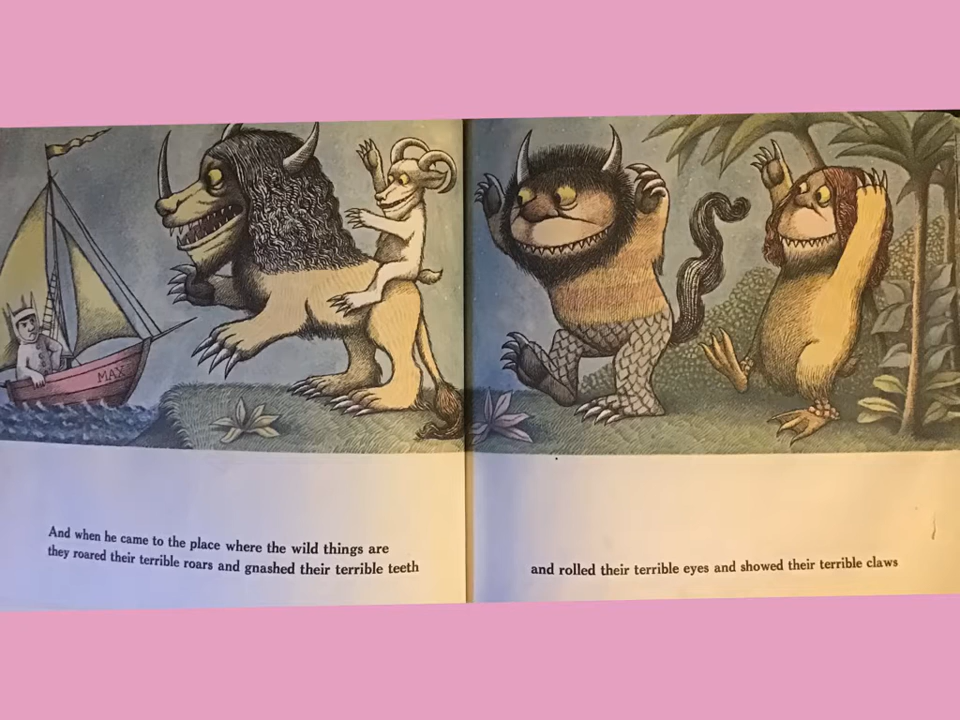 MAX
And when he came to the place where the wild things are
they roared their terrible roars and gnashed their terrible teeth
and rolled their terrible eyes and showed their terrible claws